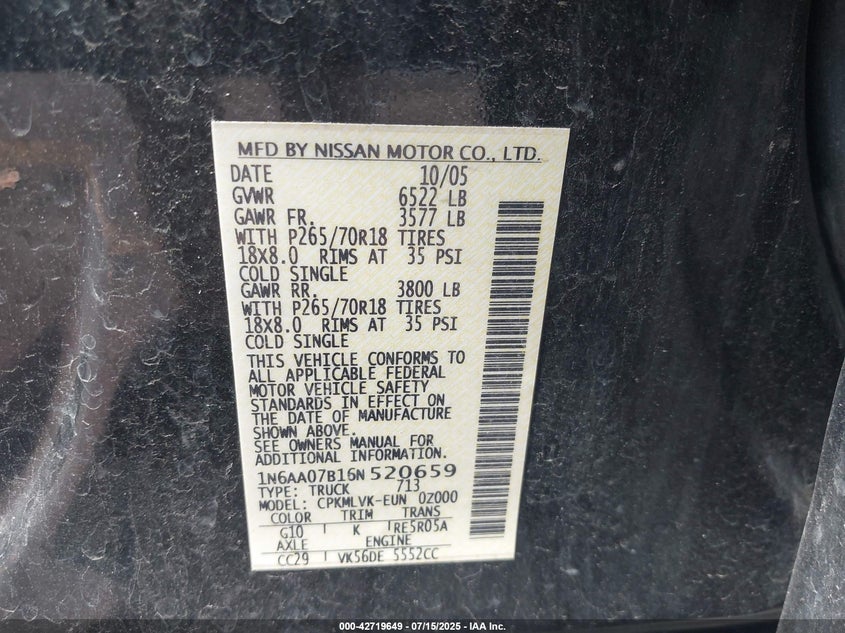 MFD BY NISSAN MOTOR CO., LTD.
DATE 10/05
GVWR 6522 LB
GAWR FR. 3577 LB
WITH P265/70R18 TIRES
18X8.0 RIMS AT 35 PSI
COLD SINGLE
GAWR RR. 3800 LB
WITH P265/70R18 TIRES
18X8.0 RIMS AT 35 PSI
COLD SINGLE
THIS VEHICLE CONFORMS TO
ALL APPLICABLE FEDERAL
MOTOR VEHICLE SAFETY
STANDARDS IN EFFECT ON
THE DATE OF MANUFACTURE
SHOWN ABOVE.
SEE OWNERS MANUAL FOR
ADDITIONAL INFORMATION.
1N6AA07B16N520659
TYPE: TRUCK 713
MODEL: CPKMLVK-EUN 0Z000
COLOR TRIM TRANS
G10 K RE5R05A
AXLE ENGINE
CC29 VK56DE 5552CC
000-42719649 - 07/15/2025 - IAA Inc.